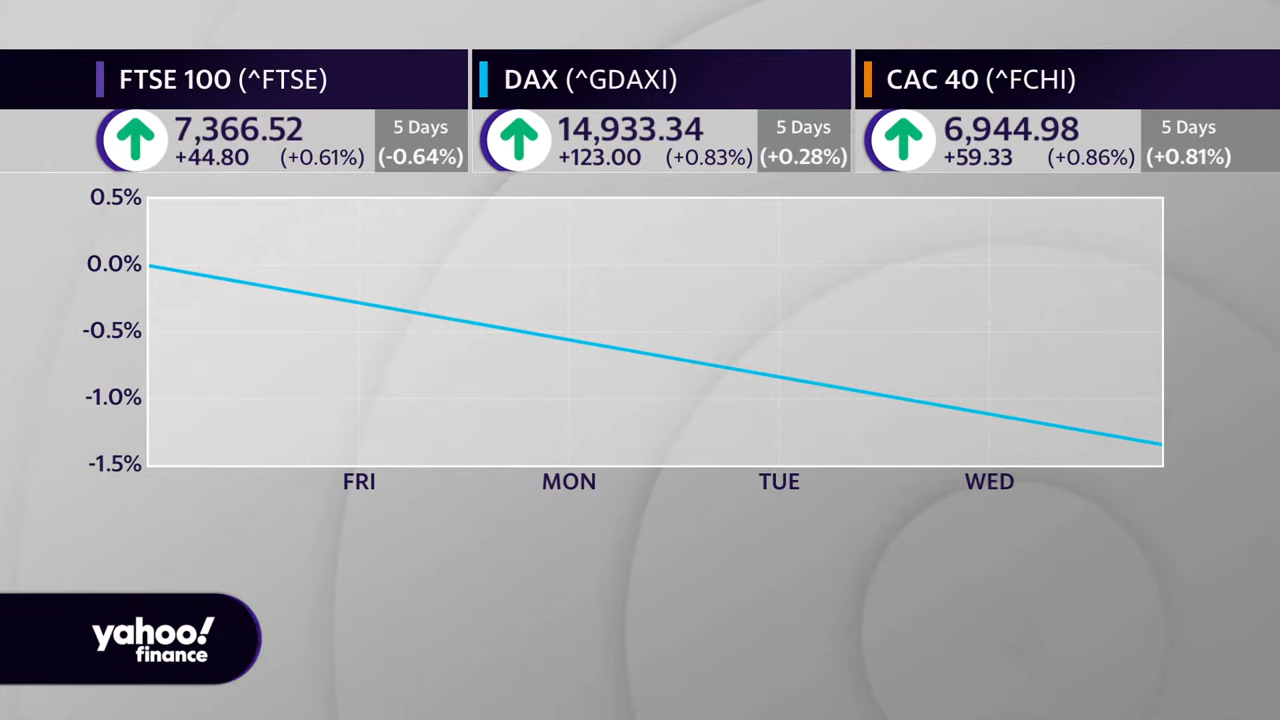 FTSE 100 (^FTSE)
7,366.52
+44.80 (+0.61%)
5 Days
(-0.64%)
DAX (^GDAXI)
14,933.34
+123.00 (+0.83%)
5 Days
(+0.28%)
CAC 40 (^FCHI)
6,944.98
+59.33 (+0.86%)
5 Days
(+0.81%)
0.5%
0.0%
-0.5%
-1.0%
-1.5%
FRI MON TUE WED
yahoo!
finance